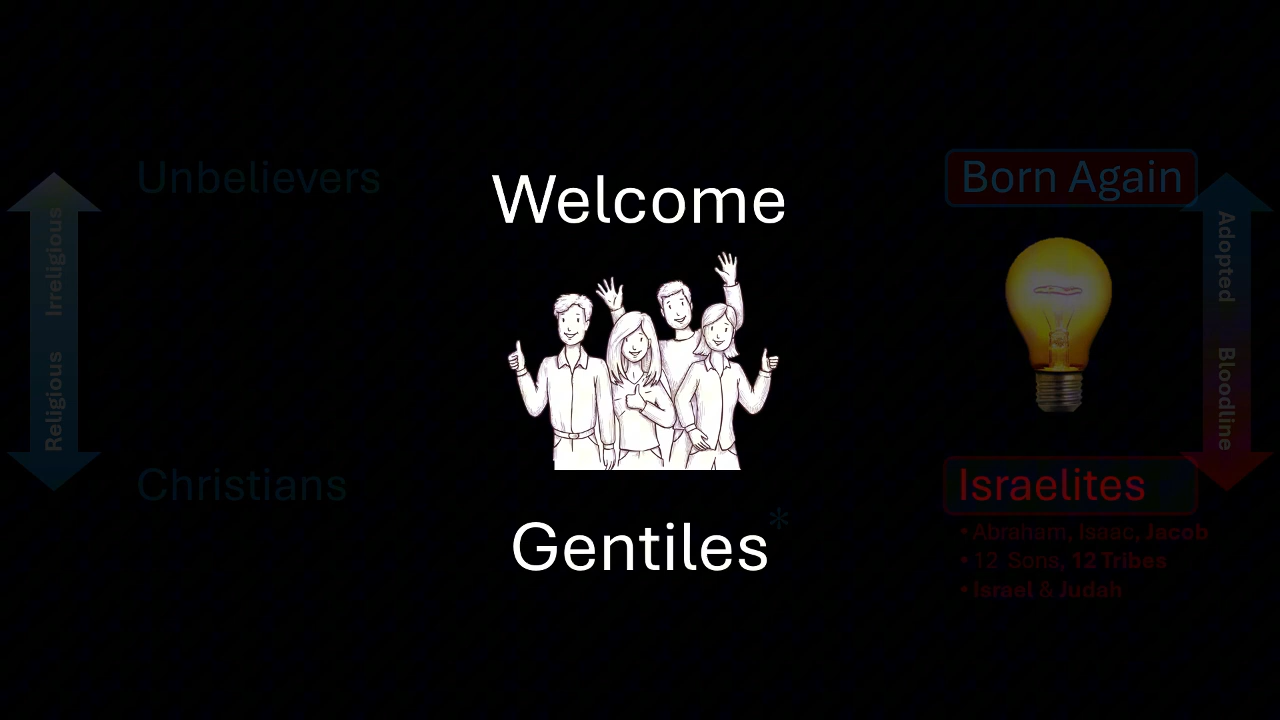 Unbelievers
Born Again
Welcome
Irreligious
Religious
Adopted
Bloodline
Christians
Israelites
• Abraham, Isaac, Jacob
Gentiles*
• 12 Sons, 12 Tribes
• Israel & Judah